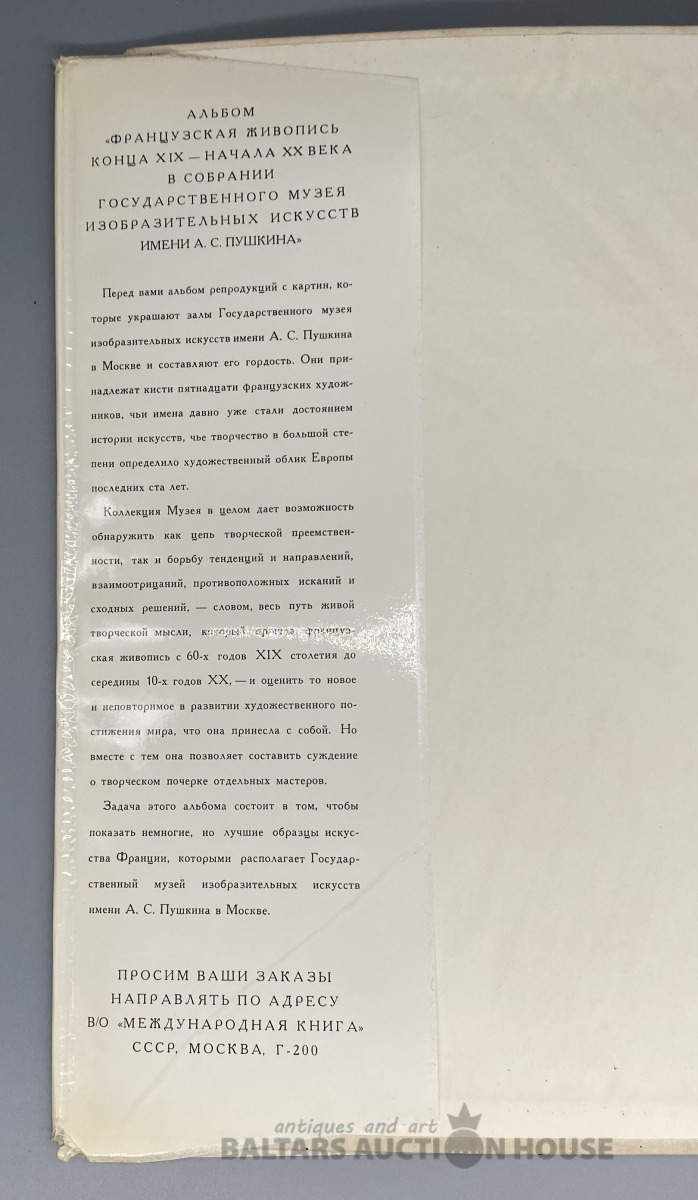 АЛЬБОМ
«ФРАНЦУЗСКАЯ ЖИВОПИСЬ
КОНЦА XIX — НАЧАЛА XX ВЕКА
В СОБРАНИИ
ГОСУДАРСТВЕННОГО МУЗЕЯ
ИЗОБРАЗИТЕЛЬНЫХ ИСКУССТВ
ИМЕНИ А. С. ПУШКИНА»
Перед вами альбом репродукций с картин, ко-
торые украшают залы Государственного музея
изобразительных искусств имени А. С. Пушкина
в Москве и составляют его гордость. Они при-
надлежат кисти пятнадцати французских худож-
ников, чьи имена давно уже стали достоянием
истории искусств, чье творчество в большой сте-
пени определило художественный облик Европы
последних ста лет.
Коллекция Музея в целом дает возможность
обнаружить как цепь творческой преемствен-
ности, так и борьбу тенденций и направлений,
взаимоотрицаний, противоположных исканий и
сходных решений, — словом, весь путь живой
творческой мысли, который прошла француз-
ская живопись с 60-х годов XIX столетия до
середины 10-х годов XX, — и оценить то новое
и неповторимое в развитии художественного по-
стижения мира, что она принесла с собой. Но
вместе с тем она позволяет составить суждение
о творческом почерке отдельных мастеров.
Задача этого альбома состоит в том, чтобы
показать немногие, но лучшие образцы искус-
ства Франции, которыми располагает Государ-
ственный музей изобразительных искусств
имени А. С. Пушкина в Москве.
ПРОСИМ ВАШИ ЗАКАЗЫ
НАПРАВЛЯТЬ ПО АДРЕСУ
В/О «МЕЖДУНАРОДНАЯ КНИГА»
СССР, МОСКВА, Г-200
antiques and art
BALTARS AUCTION HOUSE